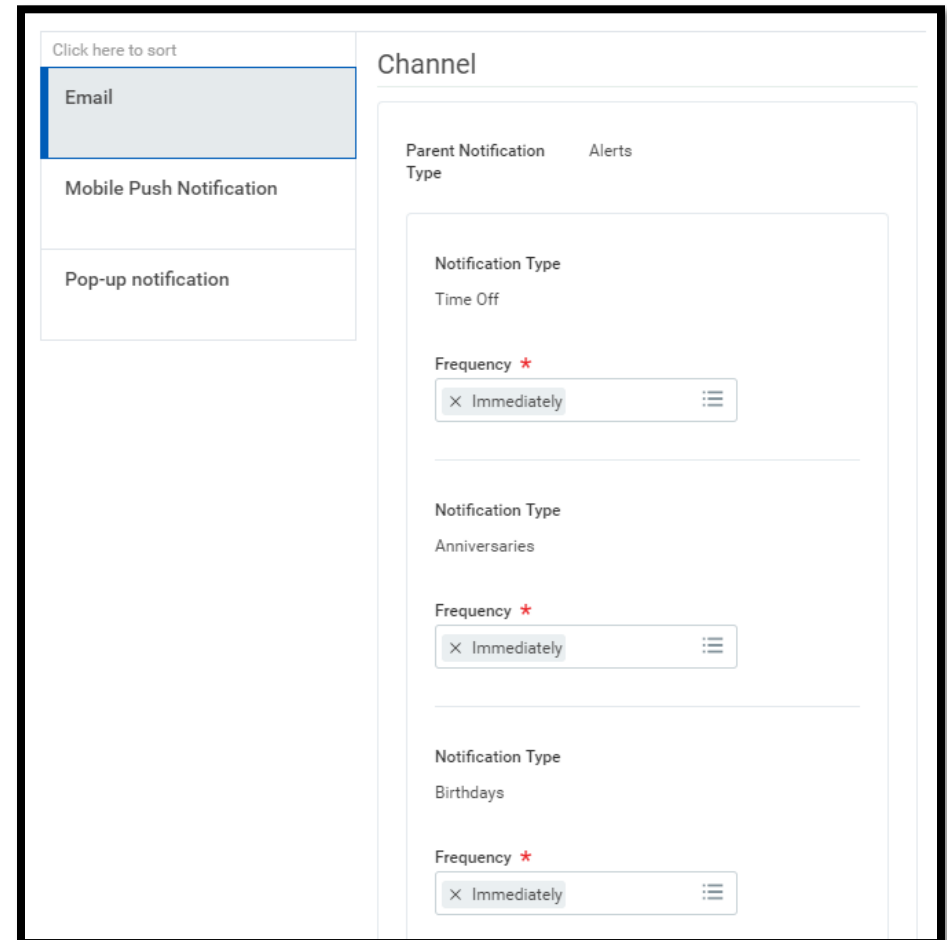 Click here to sort
Email
Mobile Push Notification
Pop-up notification
Channel
Parent Notification Type Alerts
Notification Type
Time Off
Frequency *
× Immediately
Notification Type
Anniversaries
Frequency *
× Immediately
Notification Type
Birthdays
Frequency *
× Immediately